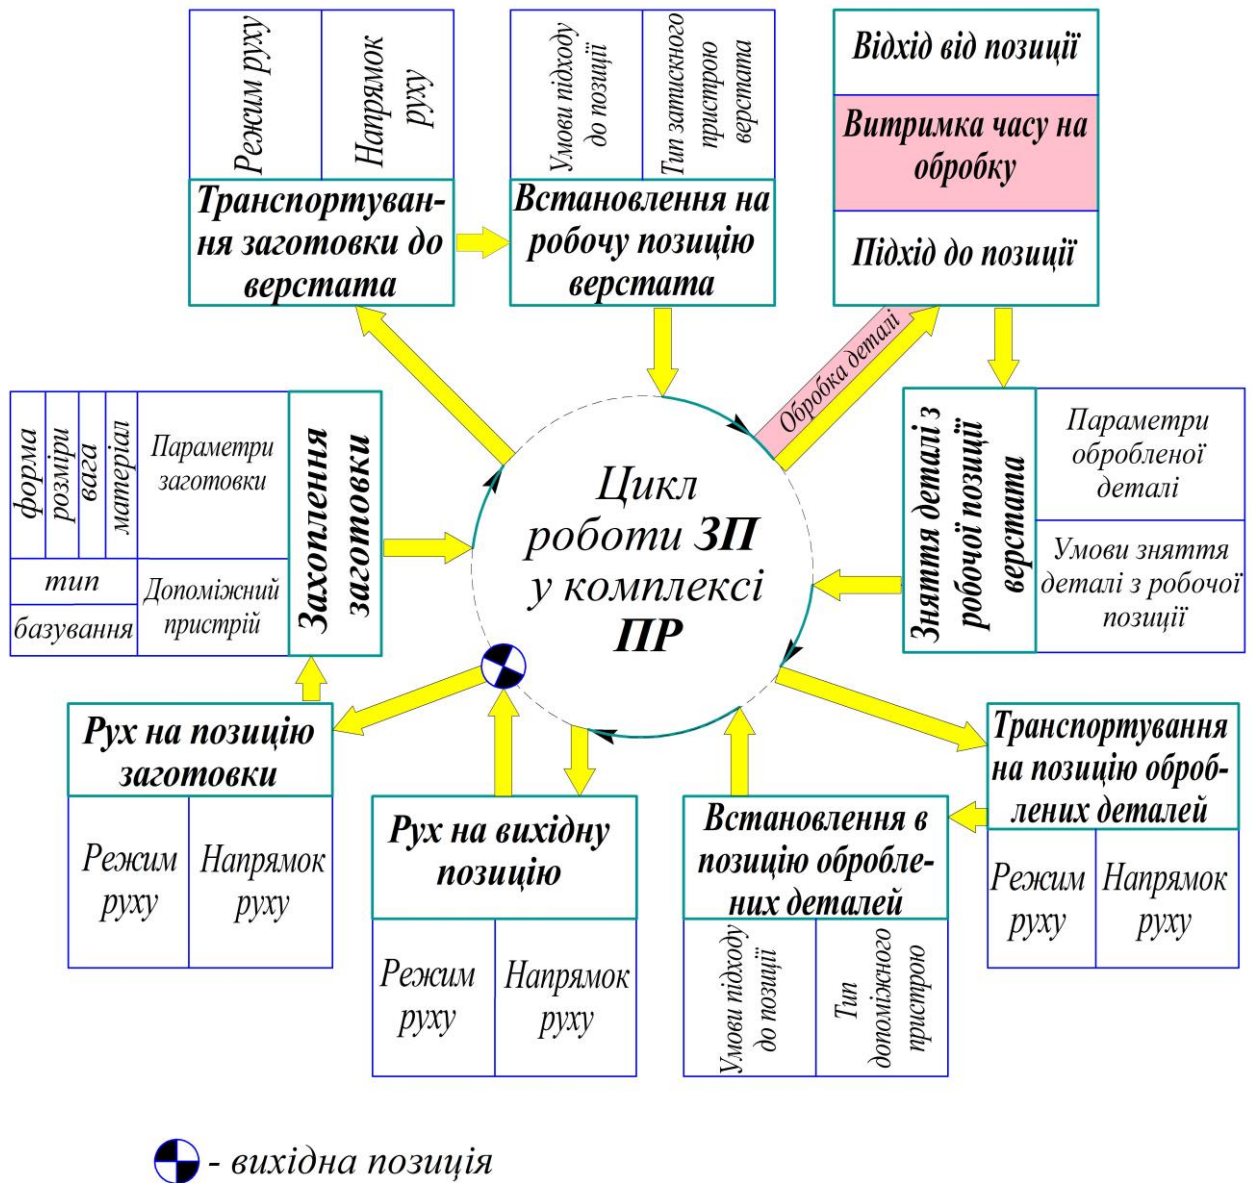 Режим руху
Напрямок
руху
Умови підходу
до позиції
Тип затискного
пристрою
верстата
Відхід від позиції
Витримка часу на
обробку
Підхід до позиції
Транспортуван-
ня заготовки до
верстата
Встановлення на
робочу позицію
верстата
Обробка деталі
форма
розміри
вага
матеріал
Параметри
заготовки
тип
базування
Допоміжний
пристрій
Захоплення
заготовки
Цикл
роботи ЗП
у комплексі
ПР
Зняття деталі з
робочої позиції
верстата
Параметри
обробленої
деталі
Умови зняття
деталі з робочої
позиції
Рух на позицію
заготовки
Режим
руху
Напрямок
руху
Рух на вихідну
позицію
Режим
руху
Напрямок
руху
Встановлення в
позицію обробле-
них деталей
Умови підходу
до позиції
Тип
допоміжного
пристрою
Транспортування
на позицію оброб-
лених деталей
Режим
руху
Напрямок
руху
- вихідна позиція